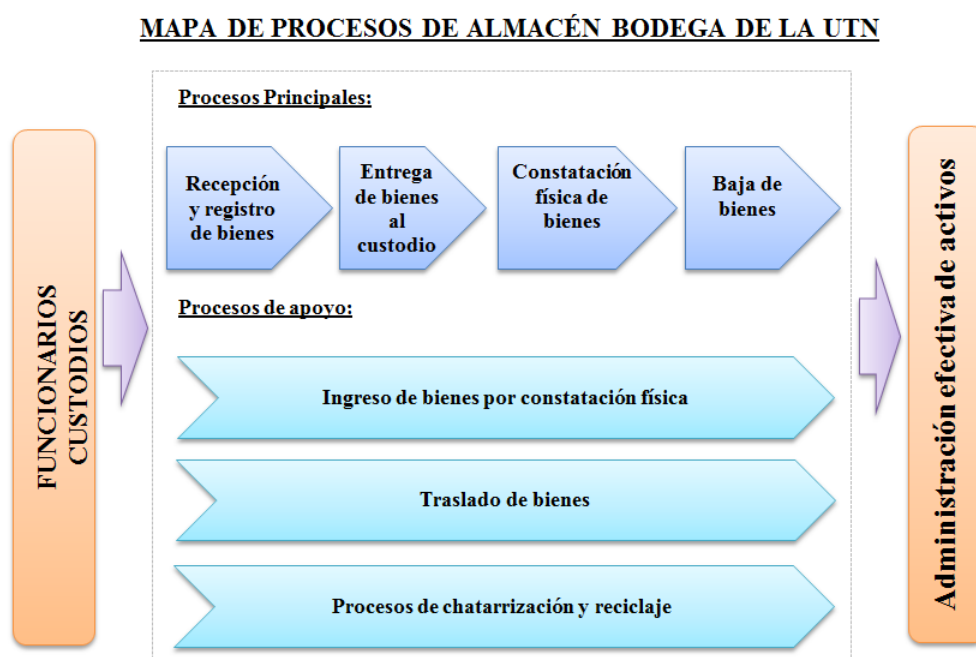 MAPA DE PROCESOS DE ALMACÉN BODEGA DE LA UTN
Procesos Principales:
Recepción
y registro
de bienes
Entrega
de bienes
al
custodio
Constatación
física de
bienes
Baja de
bienes
Procesos de apoyo:
Ingreso de bienes por constatación física
Traslado de bienes
Procesos de chatarrización y reciclaje
FUNCIONARIOS
CUSTODIOS
Administración efectiva de activos